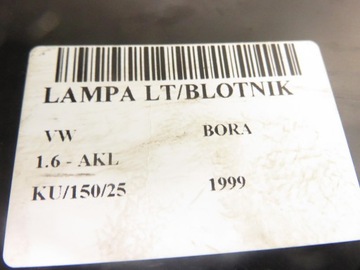 LAMPA LT/BLOTNIK
VW BORA
1.6 - AKL
KU/150/25 1999